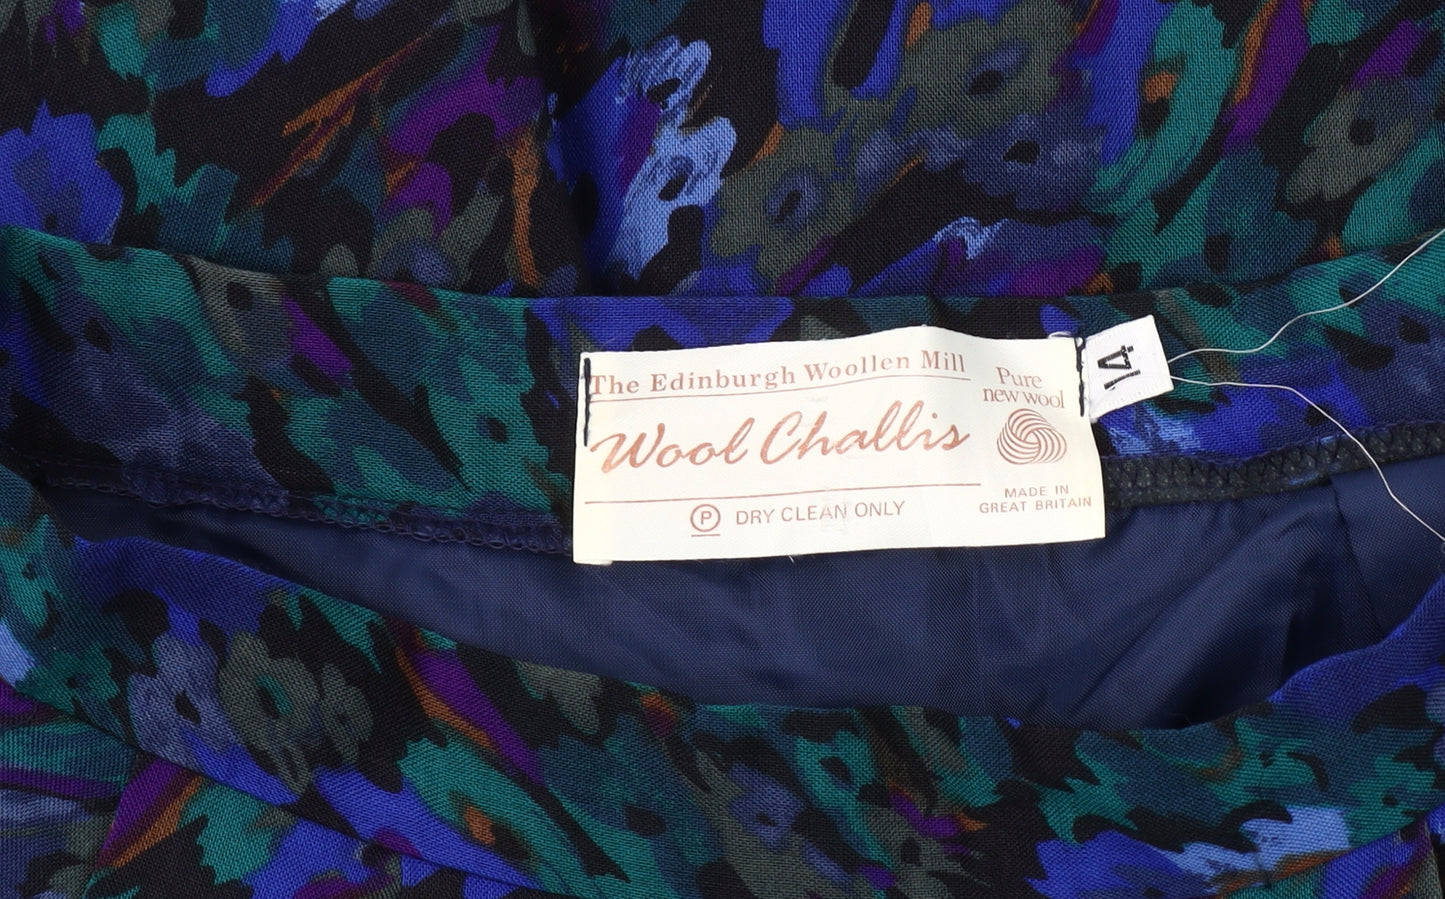 The Edinburgh Woollen Mill
Wool Challis
Pure
new wool
MADE IN
GREAT BRITAIN
P DRY CLEAN ONLY
14